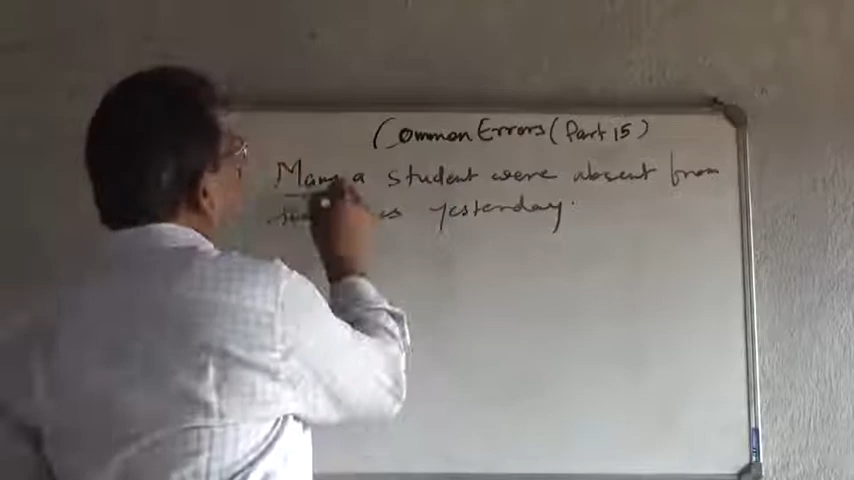 Common Errors (Part 15)
Many a student were absent from
yesterday.